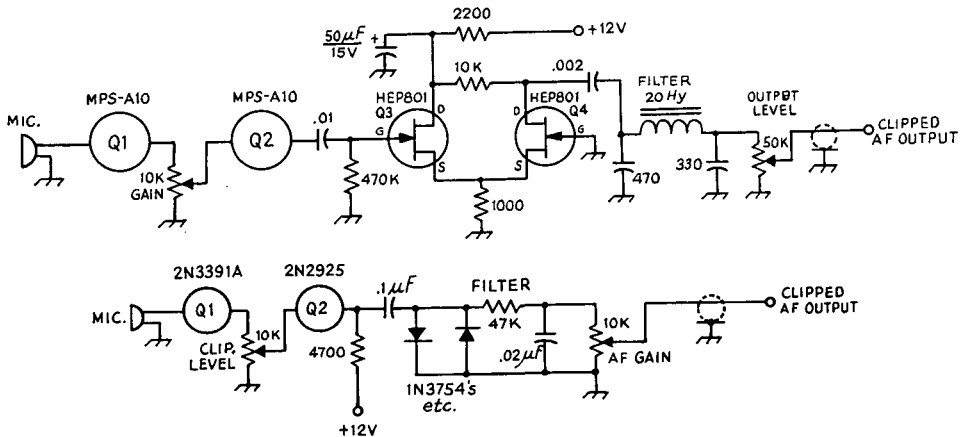 2200
50µF
15V
+
+12V
10K
.002
FILTER
20 Hy
OUTPUT
LEVEL
MPS-A10
MPS-A10
HEP801
Q3
HEP801
Q4
D
D
MIC.
Q1
Q2
.01
G
G
50K
CLIPPED
AF OUTPUT
S
S
10K
GAIN
470K
1000
470
330
2N3391A
2N2925
.1µF
FILTER
CLIPPED
AF OUTPUT
MIC.
Q1
Q2
10K
CLIP.
LEVEL
4700
47K
10K
AF GAIN
.02µF
1N3754's
etc.
+12V